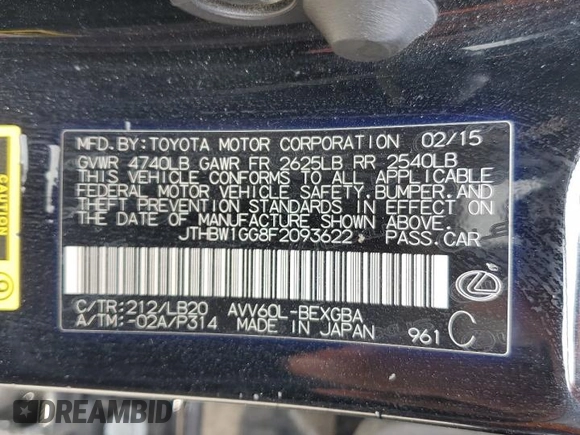 MFD. BY: TOYOTA MOTOR CORPORATION 02/15
GVWR 4740LB GAWR FR 2625LB RR 2540LB
THIS VEHICLE CONFORMS TO ALL APPLICABLE
FEDERAL MOTOR VEHICLE SAFETY, BUMPER, AND
THEFT PREVENTION STANDARDS IN EFFECT ON
THE DATE OF MANUFACTURE SHOWN ABOVE.
JTHBW1GG8F2093622 PASS. CAR
C/TR: 212/LB20 AVV60L-BEXGBA
A/TM: -02A/P314 MADE IN JAPAN 961 C
CAUTION
DREAMBID